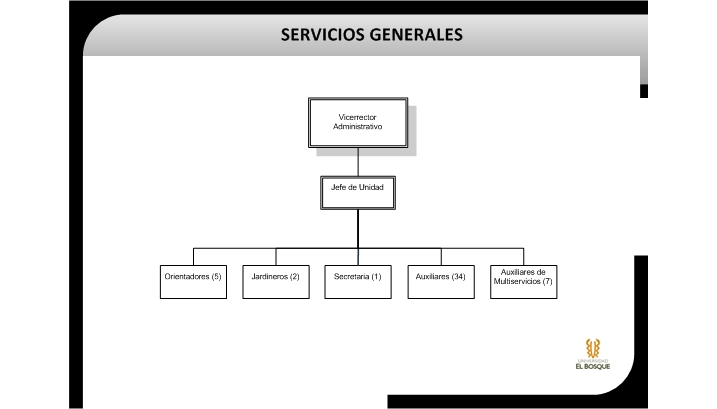 SERVICIOS GENERALES
Vicerrector
Administrativo
Jefe de Unidad
Orientadores (5)
Jardineros (2)
Secretaria (1)
Auxiliares (34)
Auxiliares de
Multiservicios (7)
UNIVERSIDAD
EL BOSQUE